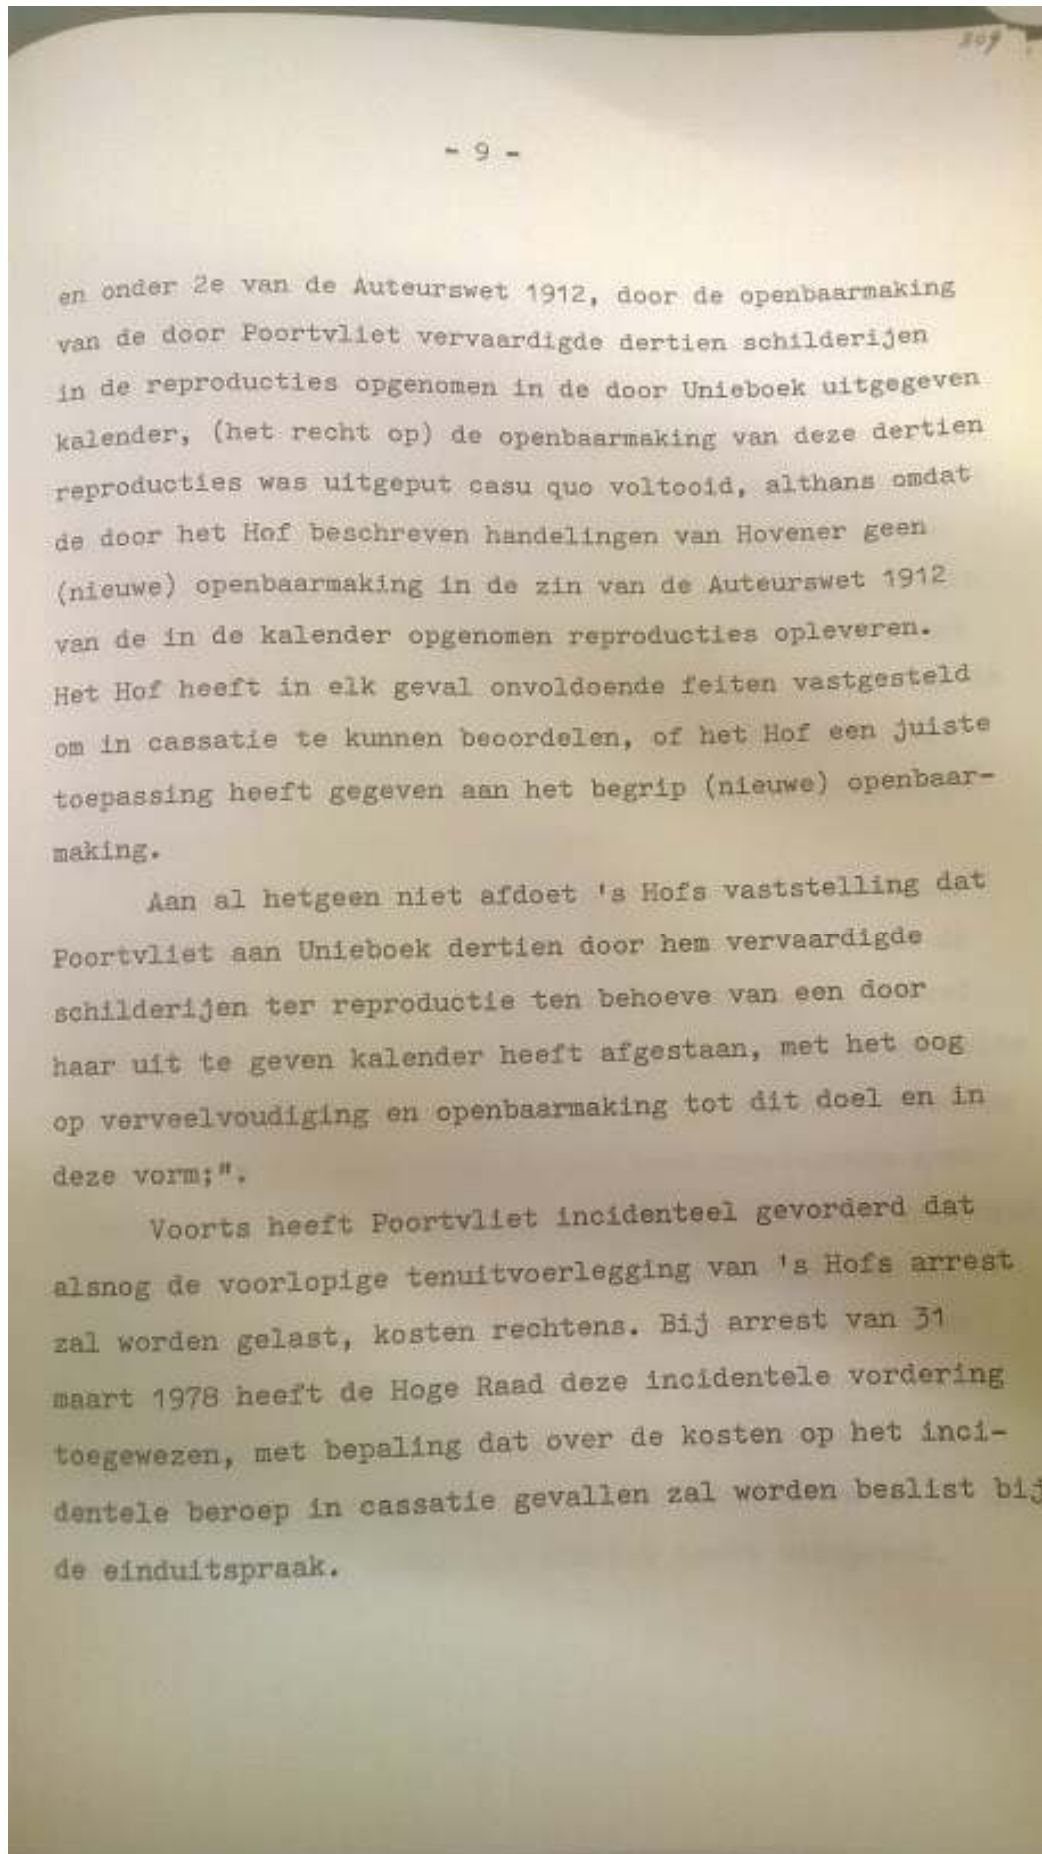 309
- 9 -
en onder 2e van de Auteurswet 1912, door de openbaarmaking
van de door Poortvliet vervaardigde dertien schilderijen
in de reproducties opgenomen in de door Unieboek uitgegeven
kalender, (het recht op) de openbaarmaking van deze dertien
reproducties was uitgeput casu quo voltooid, althans omdat
de door het Hof beschreven handelingen van Hovener geen
(nieuwe) openbaarmaking in de zin van de Auteurswet 1912
van de in de kalender opgenomen reproducties opleveren.
Het Hof heeft in elk geval onvoldoende feiten vastgesteld
om in cassatie te kunnen beoordelen, of het Hof een juiste
toepassing heeft gegeven aan het begrip (nieuwe) openbaar-
making.
Aan al hetgeen niet afdoet 's Hofs vaststelling dat
Poortvliet aan Unieboek dertien door hem vervaardigde
schilderijen ter reproductie ten behoeve van een door
haar uit te geven kalender heeft afgestaan, met het oog
op verveelvoudiging en openbaarmaking tot dit doel en in
deze vorm;".
Voorts heeft Poortvliet incidenteel gevorderd dat
alsnog de voorlopige tenuitvoerlegging van 's Hofs arrest
zal worden gelast, kosten rechtens. Bij arrest van 31
maart 1978 heeft de Hoge Raad deze incidentele vordering
toegewezen, met bepaling dat over de kosten op het inci-
dentele beroep in cassatie gevallen zal worden beslist bij
de einduitspraak.